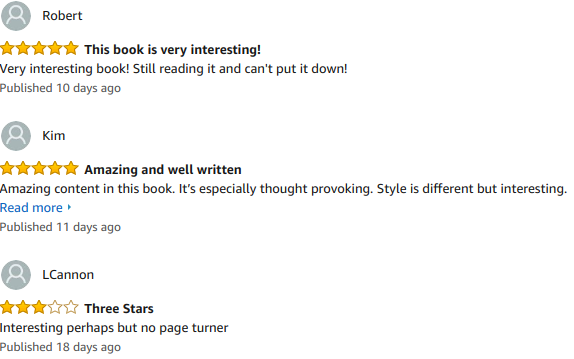 Robert
This book is very interesting!
Very interesting book! Still reading it and can't put it down!
Published 10 days ago
Kim
Amazing and well written
Amazing content in this book. It’s especially thought provoking. Style is different but interesting.
Read more
Published 11 days ago
LCannon
Three Stars
Interesting perhaps but no page turner
Published 18 days ago